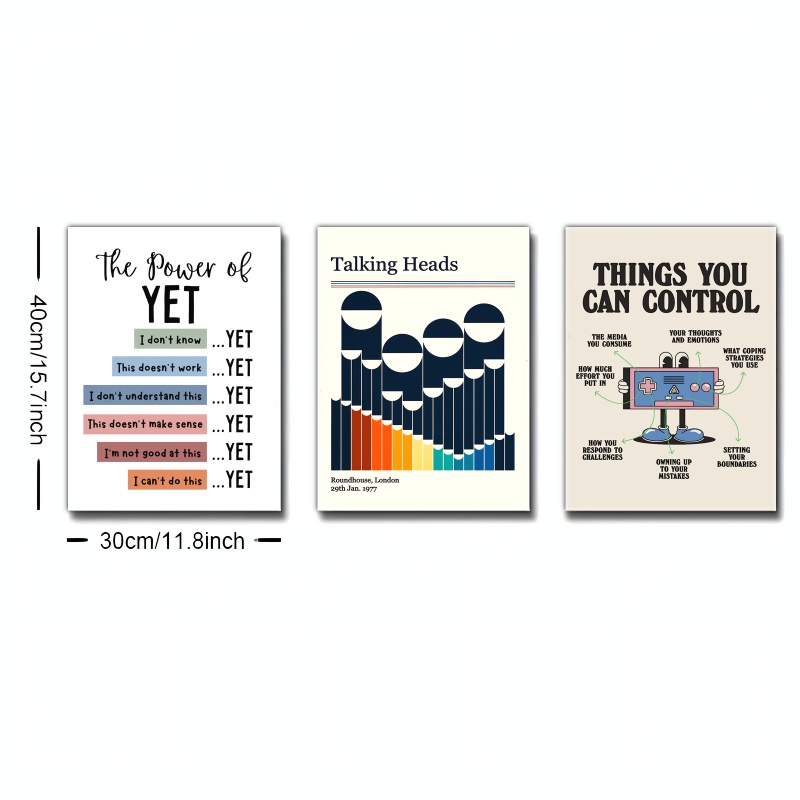 40cm/15.7inch
30cm/11.8inch
The Power of
YET
I don't know ...YET
This doesn't work ...YET
I don't understand this ...YET
This doesn't make sense ...YET
I'm not good at this ...YET
I can't do this ...YET
Talking Heads
Roundhouse, London
29th Jan. 1977
THINGS YOU
CAN CONTROL
THE MEDIA
YOU CONSUME
YOUR THOUGHTS
AND EMOTIONS
WHAT COPING
STRATEGIES
YOU USE
HOW MUCH
EFFORT YOU
PUT IN
HOW YOU
RESPOND TO
CHALLENGES
OWNING UP
TO YOUR
MISTAKES
SETTING
YOUR
BOUNDARIES